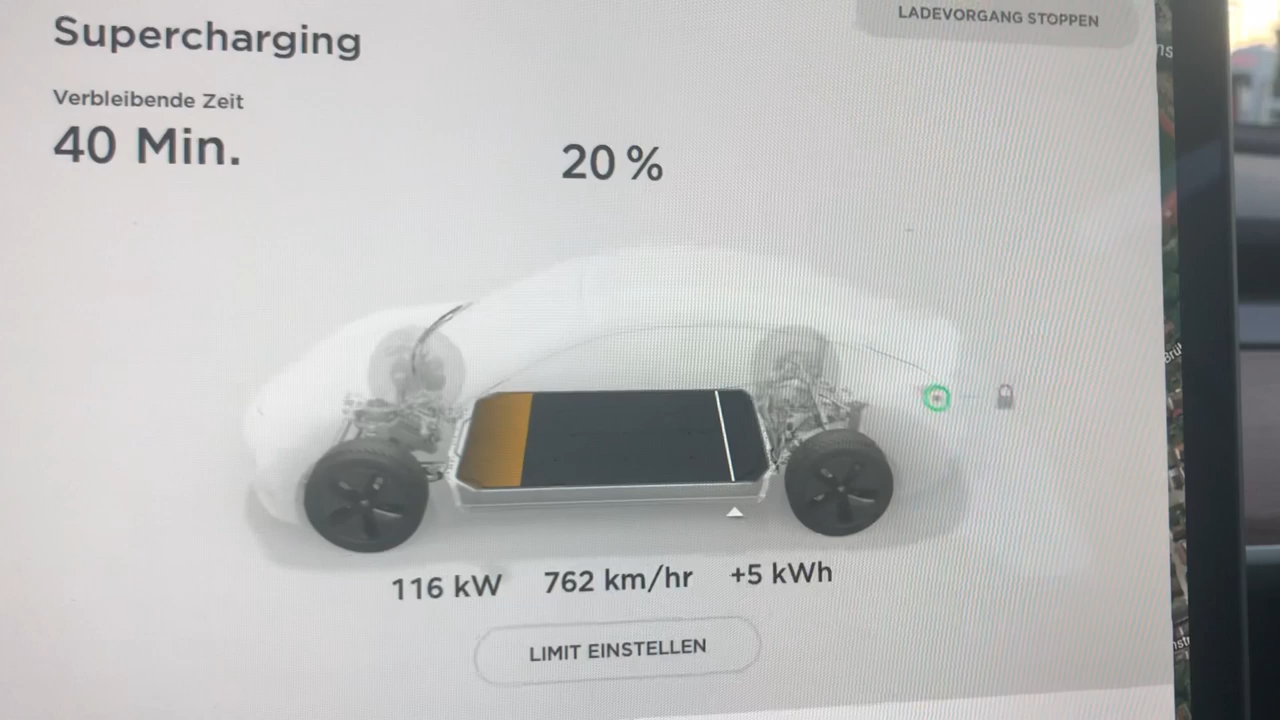 Supercharging
LADEVORGANG STOPPEN
Verbleibende Zeit
40 Min.
20 %
116 kW 762 km/hr +5 kWh
LIMIT EINSTELLEN